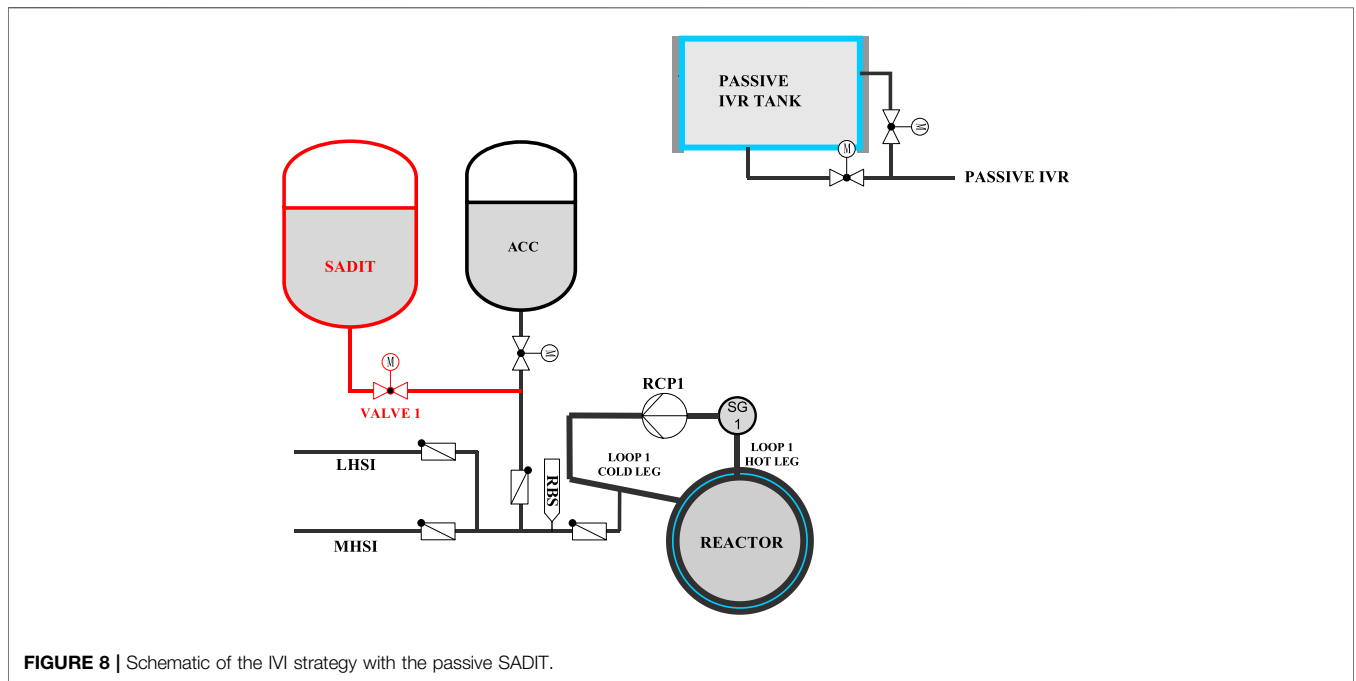 PASSIVE
IVR TANK
M
M
PASSIVE IVR
SADIT
ACC
M
M
VALVE 1
RCP1
SG
1
LOOP 1
HOT LEG
LOOP 1
COLD LEG
LHSI
RBS
MHSI
REACTOR
FIGURE 8 | Schematic of the IVI strategy with the passive SADIT.